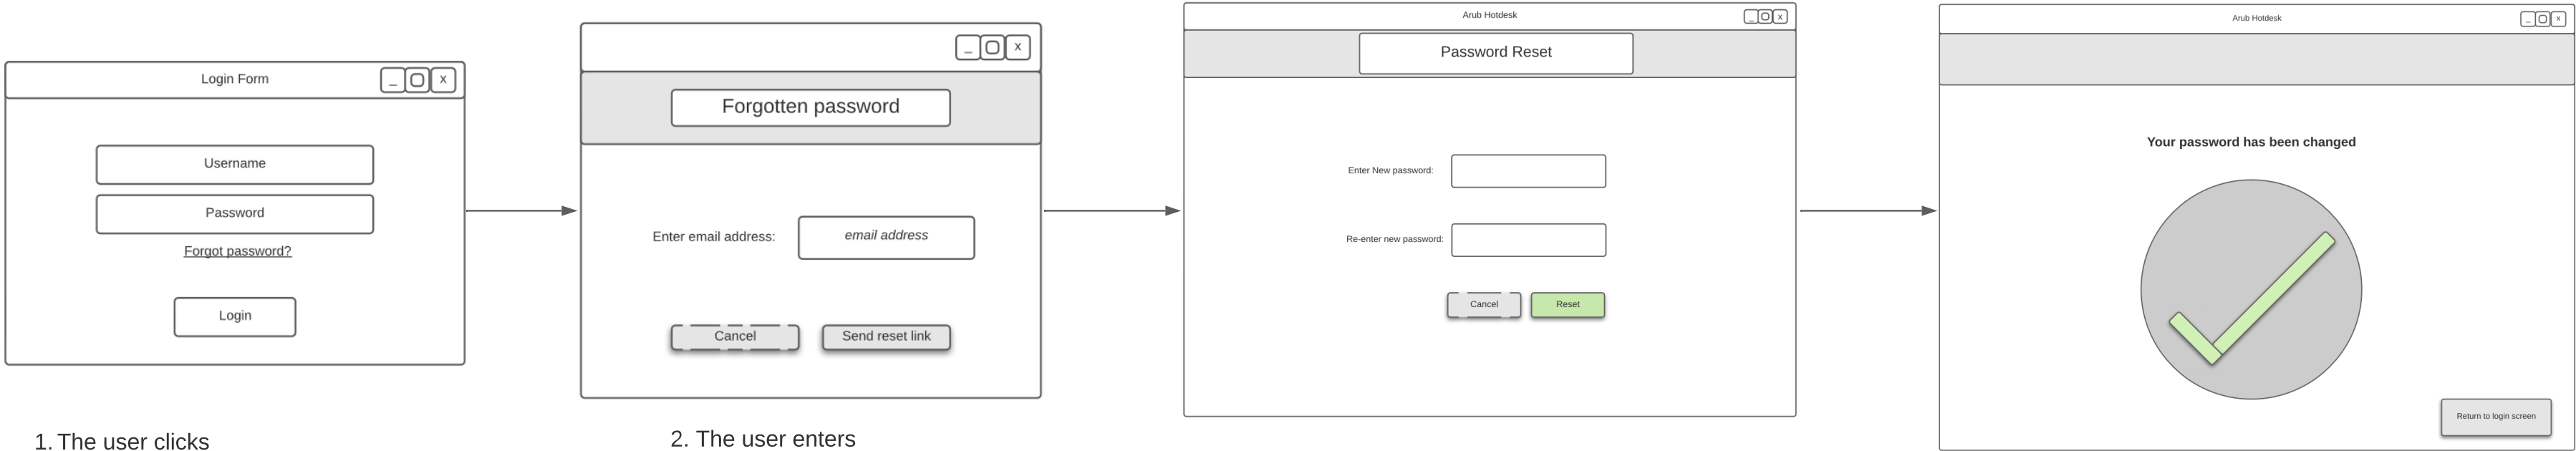 Login Form
_ x
Username
Password
Forgot password?
Login
1. The user clicks
_ x
Forgotten password
Enter email address: email address
Cancel Send reset link
2. The user enters
Arub Hotdesk
_ x
Password Reset
Enter New password:
Re-enter new password:
Cancel Reset
Arub Hotdesk
_ x
Your password has been changed
Return to login screen